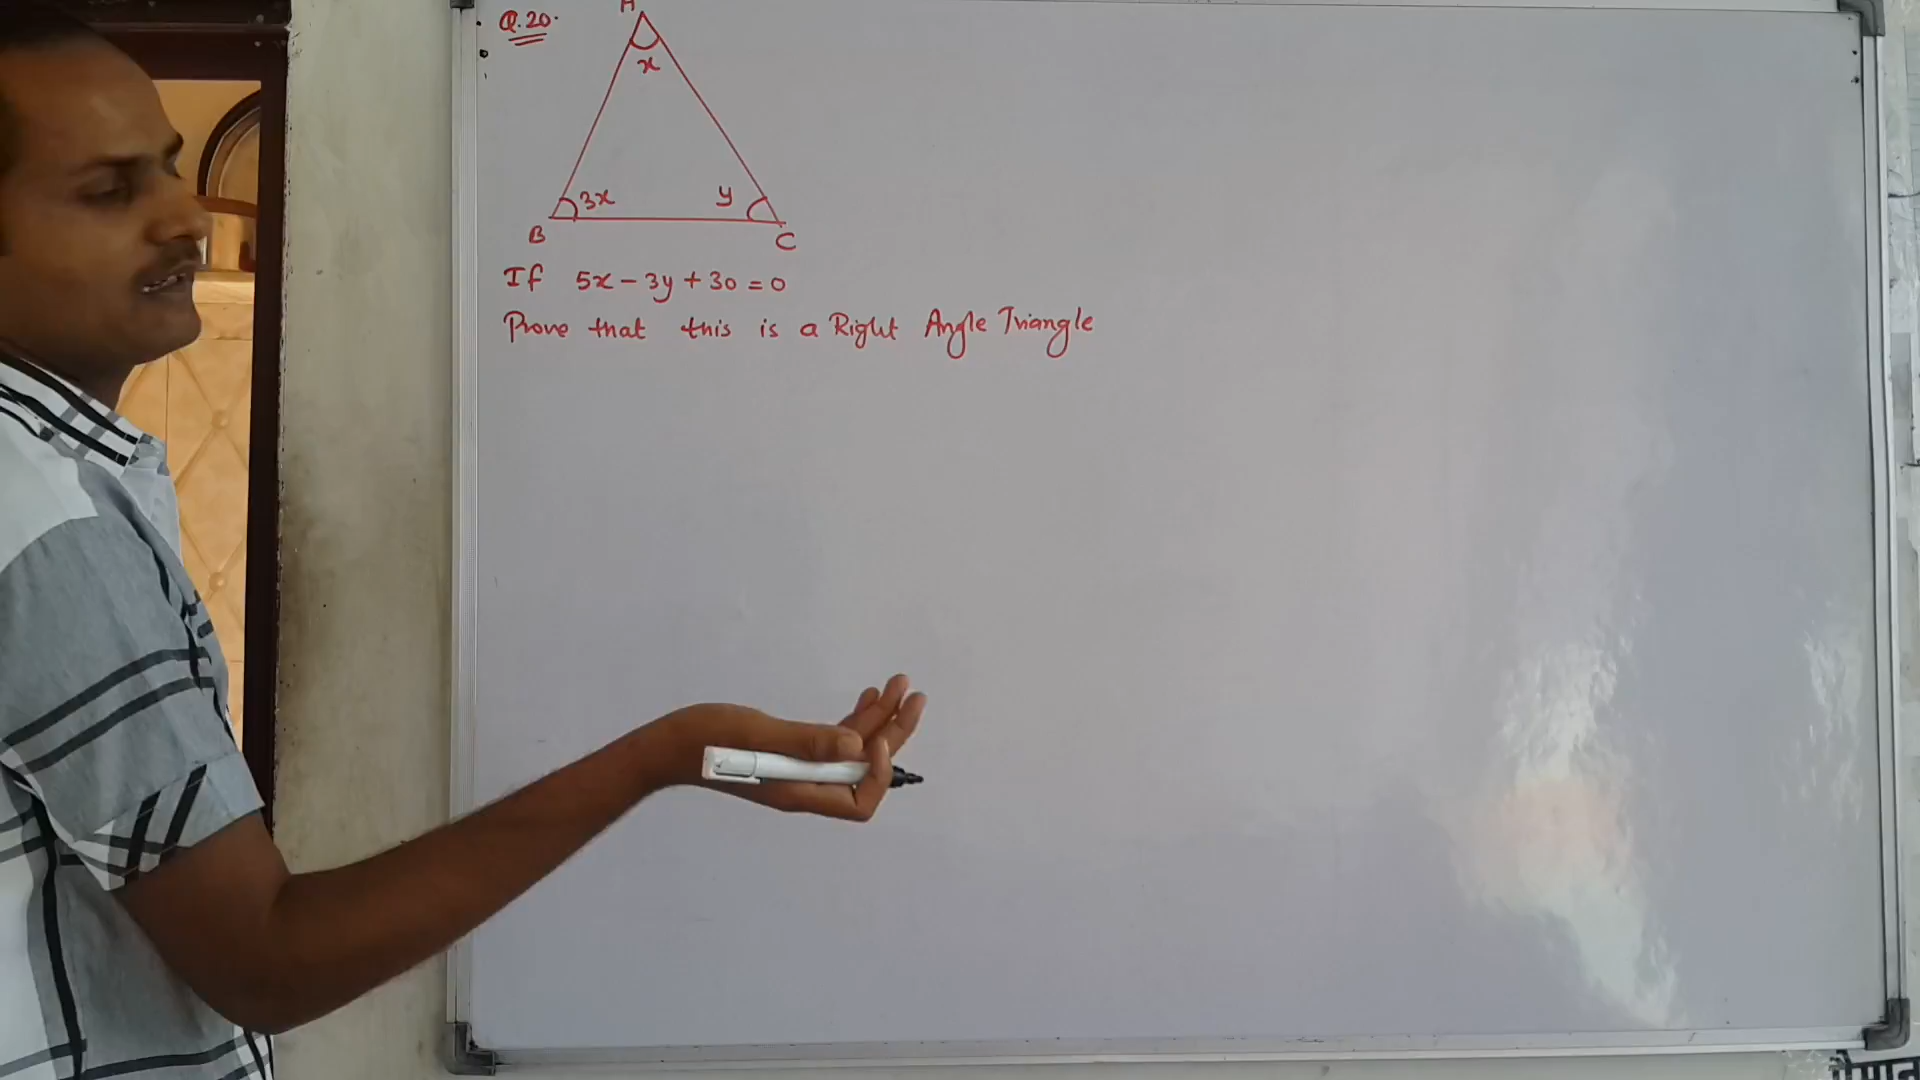 Q.20.
A
x
3x
y
B
C
If 5x - 3y + 30 = 0
Prove that this is a Right Angle Triangle